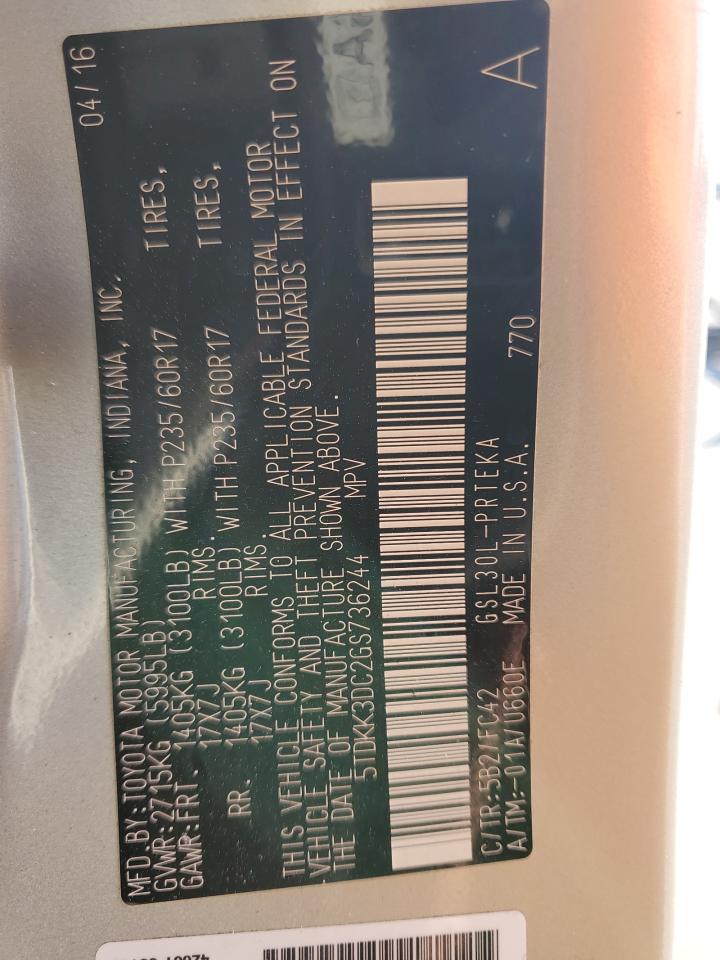 MFD.BY:TOYOTA MOTOR MANUFACTURING, INDIANA, INC. 04/16
GVWR:2715KG (5995LB)
GAWR:FRT. 1405KG (3100LB) WITH P235/60R17 TIRES,
17X7J RIMS.
RR. 1405KG (3100LB) WITH P235/60R17 TIRES,
17X7J RIMS.
THIS VEHICLE CONFORMS TO ALL APPLICABLE FEDERAL MOTOR
VEHICLE SAFETY AND THEFT PREVENTION STANDARDS IN EFFECT ON
THE DATE OF MANUFACTURE SHOWN ABOVE.
5TDKK3DC2GS736244 MPV
C/TR:5B2/FC42 GSL30L-PRTEKA
A/TM:-01A/U660E MADE IN U.S.A. 770 A